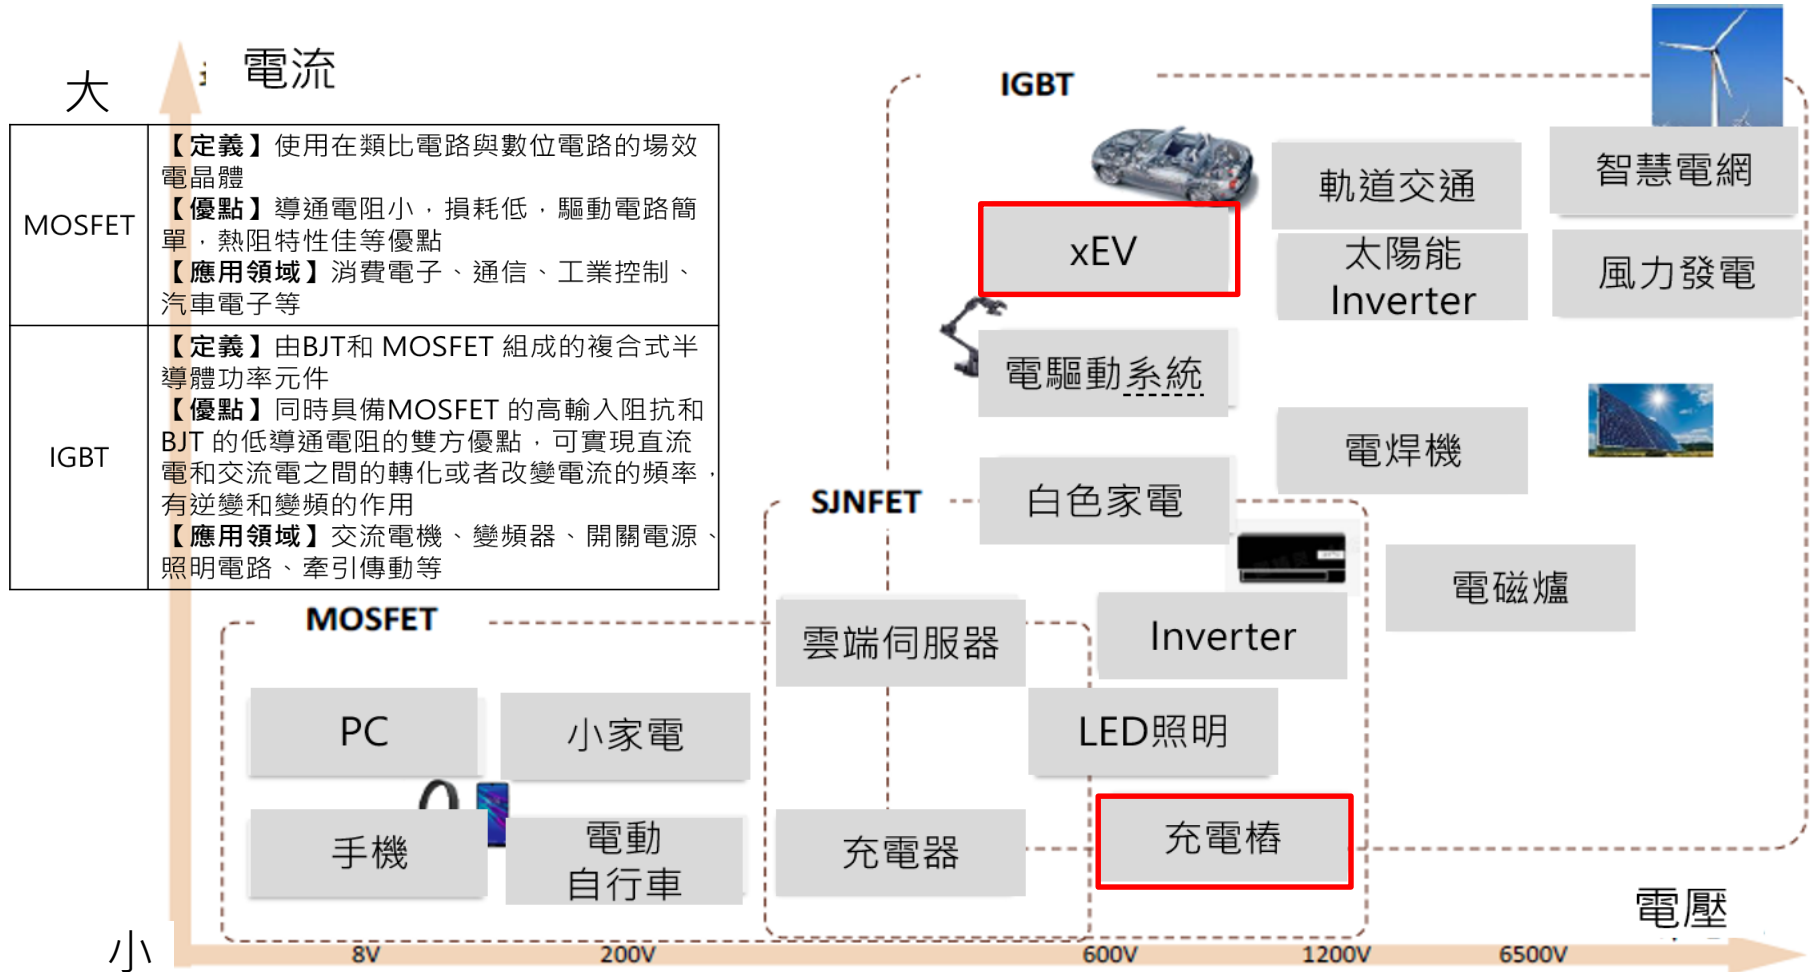 電流
大
MOSFET
【定義】使用在類比電路與數位電路的場效
電晶體
【優點】導通電阻小，損耗低，驅動電路簡
單，熱阻特性佳等優點
【應用領域】消費電子、通信、工業控制、
汽車電子等
IGBT
【定義】由BJT和 MOSFET 組成的複合式半
導體功率元件
【優點】同時具備MOSFET 的高輸入阻抗和
BJT 的低導通電阻的雙方優點，可實現直流
電和交流電之間的轉化或者改變電流的頻率，
有逆變和變頻的作用
【應用領域】交流電機、變頻器、開關電源、
照明電路、牽引傳動等
IGBT
軌道交通
智慧電網
xEV
太陽能
Inverter
風力發電
電驅動系統
電焊機
SJNFET
白色家電
電磁爐
MOSFET
雲端伺服器
Inverter
PC
小家電
LED照明
手機
電動
自行車
充電器
充電樁
電壓
小
8V
200V
600V
1200V
6500V